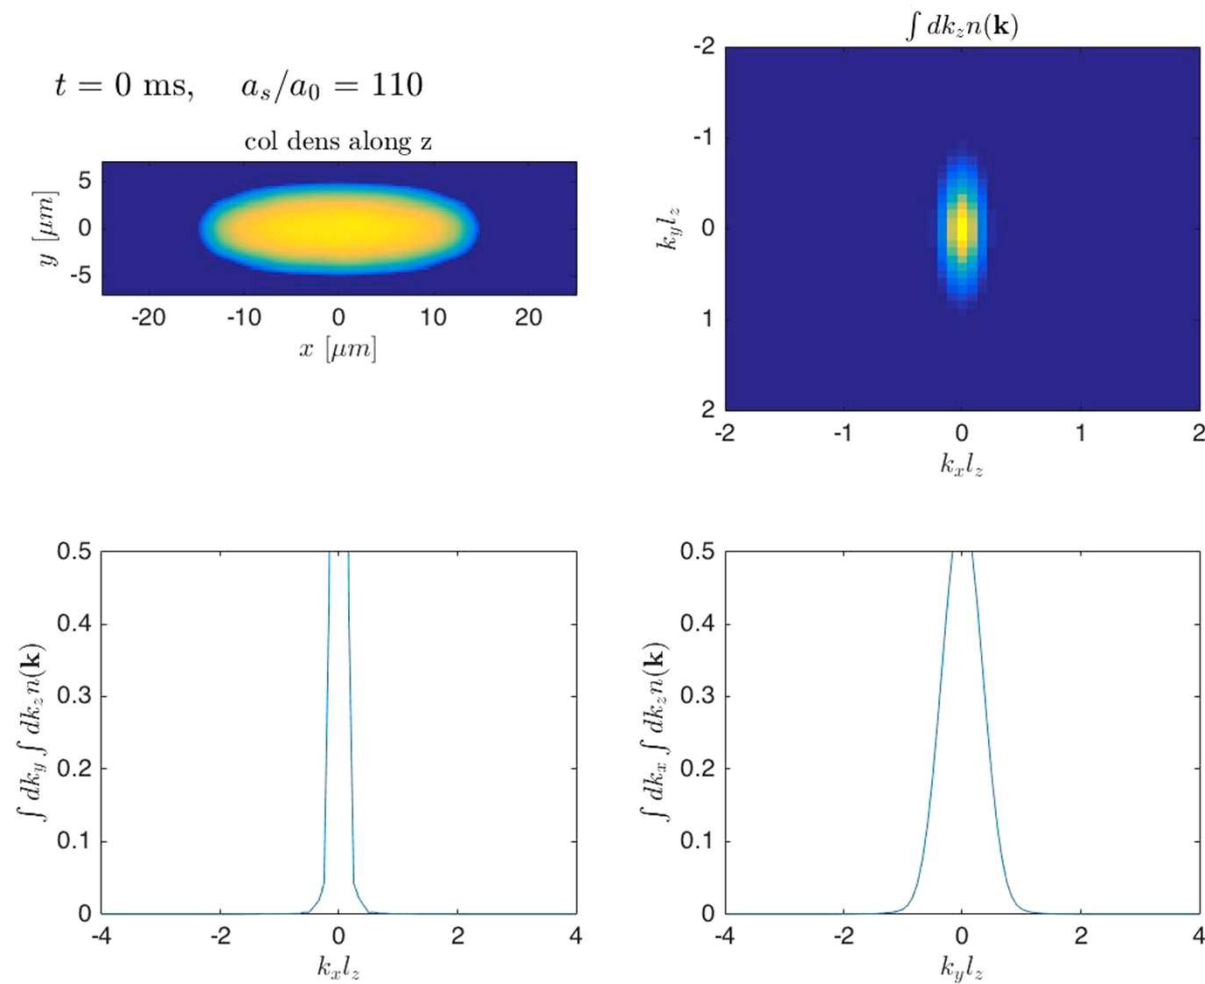 t = 0 ms, a_s/a_0 = 110
col dens along z
5
0
-5
y [μm]
-20 -10 0 10 20
x [μm]
∫ dk_z n(𝐤)
-2
-1
0
1
2
k_y l_z
-2 -1 0 1 2
k_x l_z
0.5
0.4
0.3
0.2
0.1
0
∫ dk_y ∫ dk_z n(𝐤)
-4 -2 0 2 4
k_x l_z
0.5
0.4
0.3
0.2
0.1
0
∫ dk_x ∫ dk_z n(𝐤)
-4 -2 0 2 4
k_y l_z